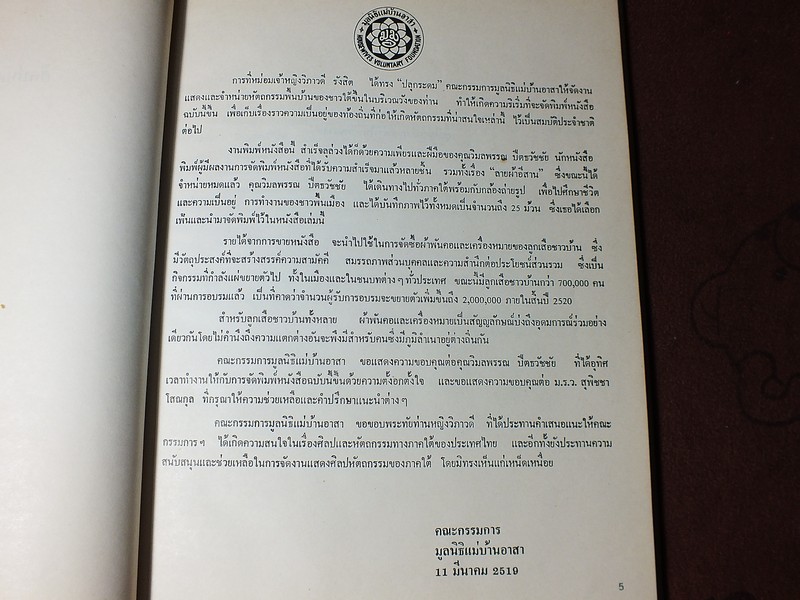 มูลนิธิแม่บ้านอาสา
HOUSEWIVES VOLUNTARY FOUNDATION
การที่หม่อมเจ้าหญิงวิภาวดี รังสิต ได้ทรง "ปลุกระดม" คณะกรรมการมูลนิธิแม่บ้านอาสาให้จัดงาน
แสดงและจำหน่ายหัตถกรรมพื้นบ้านของชาวใต้ขึ้นในบริเวณวังของท่าน ทำให้เกิดความริเริ่มที่จะจัดพิมพ์หนังสือ
ฉบับนี้ขึ้น เพื่อเก็บเรื่องราวความเป็นอยู่ของท้องถิ่นที่ก่อให้เกิดหัตถกรรมที่น่าสนใจเหล่านี้ ไว้เป็นสมบัติประจำชาติ
ต่อไป
งานพิมพ์หนังสือนี้ สำเร็จลุล่วงได้ก็ด้วยความเพียรและฝีมือของคุณวิมลพรรณ ปีตธวัชชัย นักหนังสือ
พิมพ์ผู้มีผลงานการจัดพิมพ์หนังสือที่ได้รับความสำเร็จมาแล้วหลายชิ้น รวมทั้งเรื่อง "ลายผ้าอีสาน" ซึ่งขณะนี้ได้
จำหน่ายหมดแล้ว คุณวิมลพรรณ ปีตธวัชชัย ได้เดินทางไปทั่วภาคใต้พร้อมกับกล้องถ่ายรูป เพื่อไปศึกษาชีวิต
และความเป็นอยู่ การทำงานของชาวพื้นเมือง และได้บันทึกภาพไว้ทั้งหมดเป็นจำนวนถึง 25 ม้วน ซึ่งเธอได้เลือก
เฟ้นและนำมาจัดพิมพ์ไว้ในหนังสือเล่มนี้
รายได้จากการขายหนังสือ จะนำไปใช้ในการจัดซื้อผ้าพันคอและเครื่องหมายของลูกเสือชาวบ้าน ซึ่ง
มีวัตถุประสงค์ที่จะสร้างสรรค์ความสามัคคี สมรรถภาพส่วนบุคคลและความสำนึกต่อประโยชน์ส่วนรวม ซึ่งเป็น
กิจกรรมที่กำลังแผ่ขยายตัวไป ทั้งในเมืองและในชนบทต่างๆ ทั่วประเทศ ขณะนี้มีลูกเสือชาวบ้านกว่า 700,000 คน
ที่ผ่านการอบรมแล้ว เป็นที่คาดว่าจำนวนผู้รับการอบรมจะขยายตัวเพิ่มขึ้นถึง 2,000,000 ภายในสิ้นปี 2520
สำหรับลูกเสือชาวบ้านทั้งหลาย ผ้าพันคอและเครื่องหมายเป็นสัญญลักษณ์บ่งถึงอุดมการณ์ร่วมอย่าง
เดียวกันโดยไม่คำนึงถึงความแตกต่างอันจะพึงมีสำหรับคนซึ่งมีภูมิลำเนาอยู่ต่างถิ่นกัน
คณะกรรมการมูลนิธิแม่บ้านอาสา ขอแสดงความขอบคุณต่อคุณวิมลพรรณ ปีตธวัชชัย ที่ได้อุทิศ
เวลาทำงานให้กับการจัดพิมพ์หนังสือฉบับนี้ขึ้นด้วยความตั้งอกตั้งใจ และขอแสดงความขอบคุณต่อ ม.ร.ว. สุพิชชา
โสณกุล ที่กรุณาให้ความช่วยเหลือและคำปรึกษาแนะนำต่างๆ
คณะกรรมการมูลนิธิแม่บ้านอาสา ขอขอบพระทัยท่านหญิงวิภาวดี ที่ได้ประทานคำเสนอแนะให้คณะ
กรรมการฯ ได้เกิดความสนใจในเรื่องศิลปและหัตถกรรมทางภาคใต้ของประเทศไทย และอีกทั้งยังประทานความ
สนับสนุนและช่วยเหลือในการจัดงานแสดงศิลปหัตถกรรมของภาคใต้ โดยมิทรงเห็นแก่เหน็ดเหนื่อย
คณะกรรมการ
มูลนิธิแม่บ้านอาสา
11 มีนาคม 2519
5